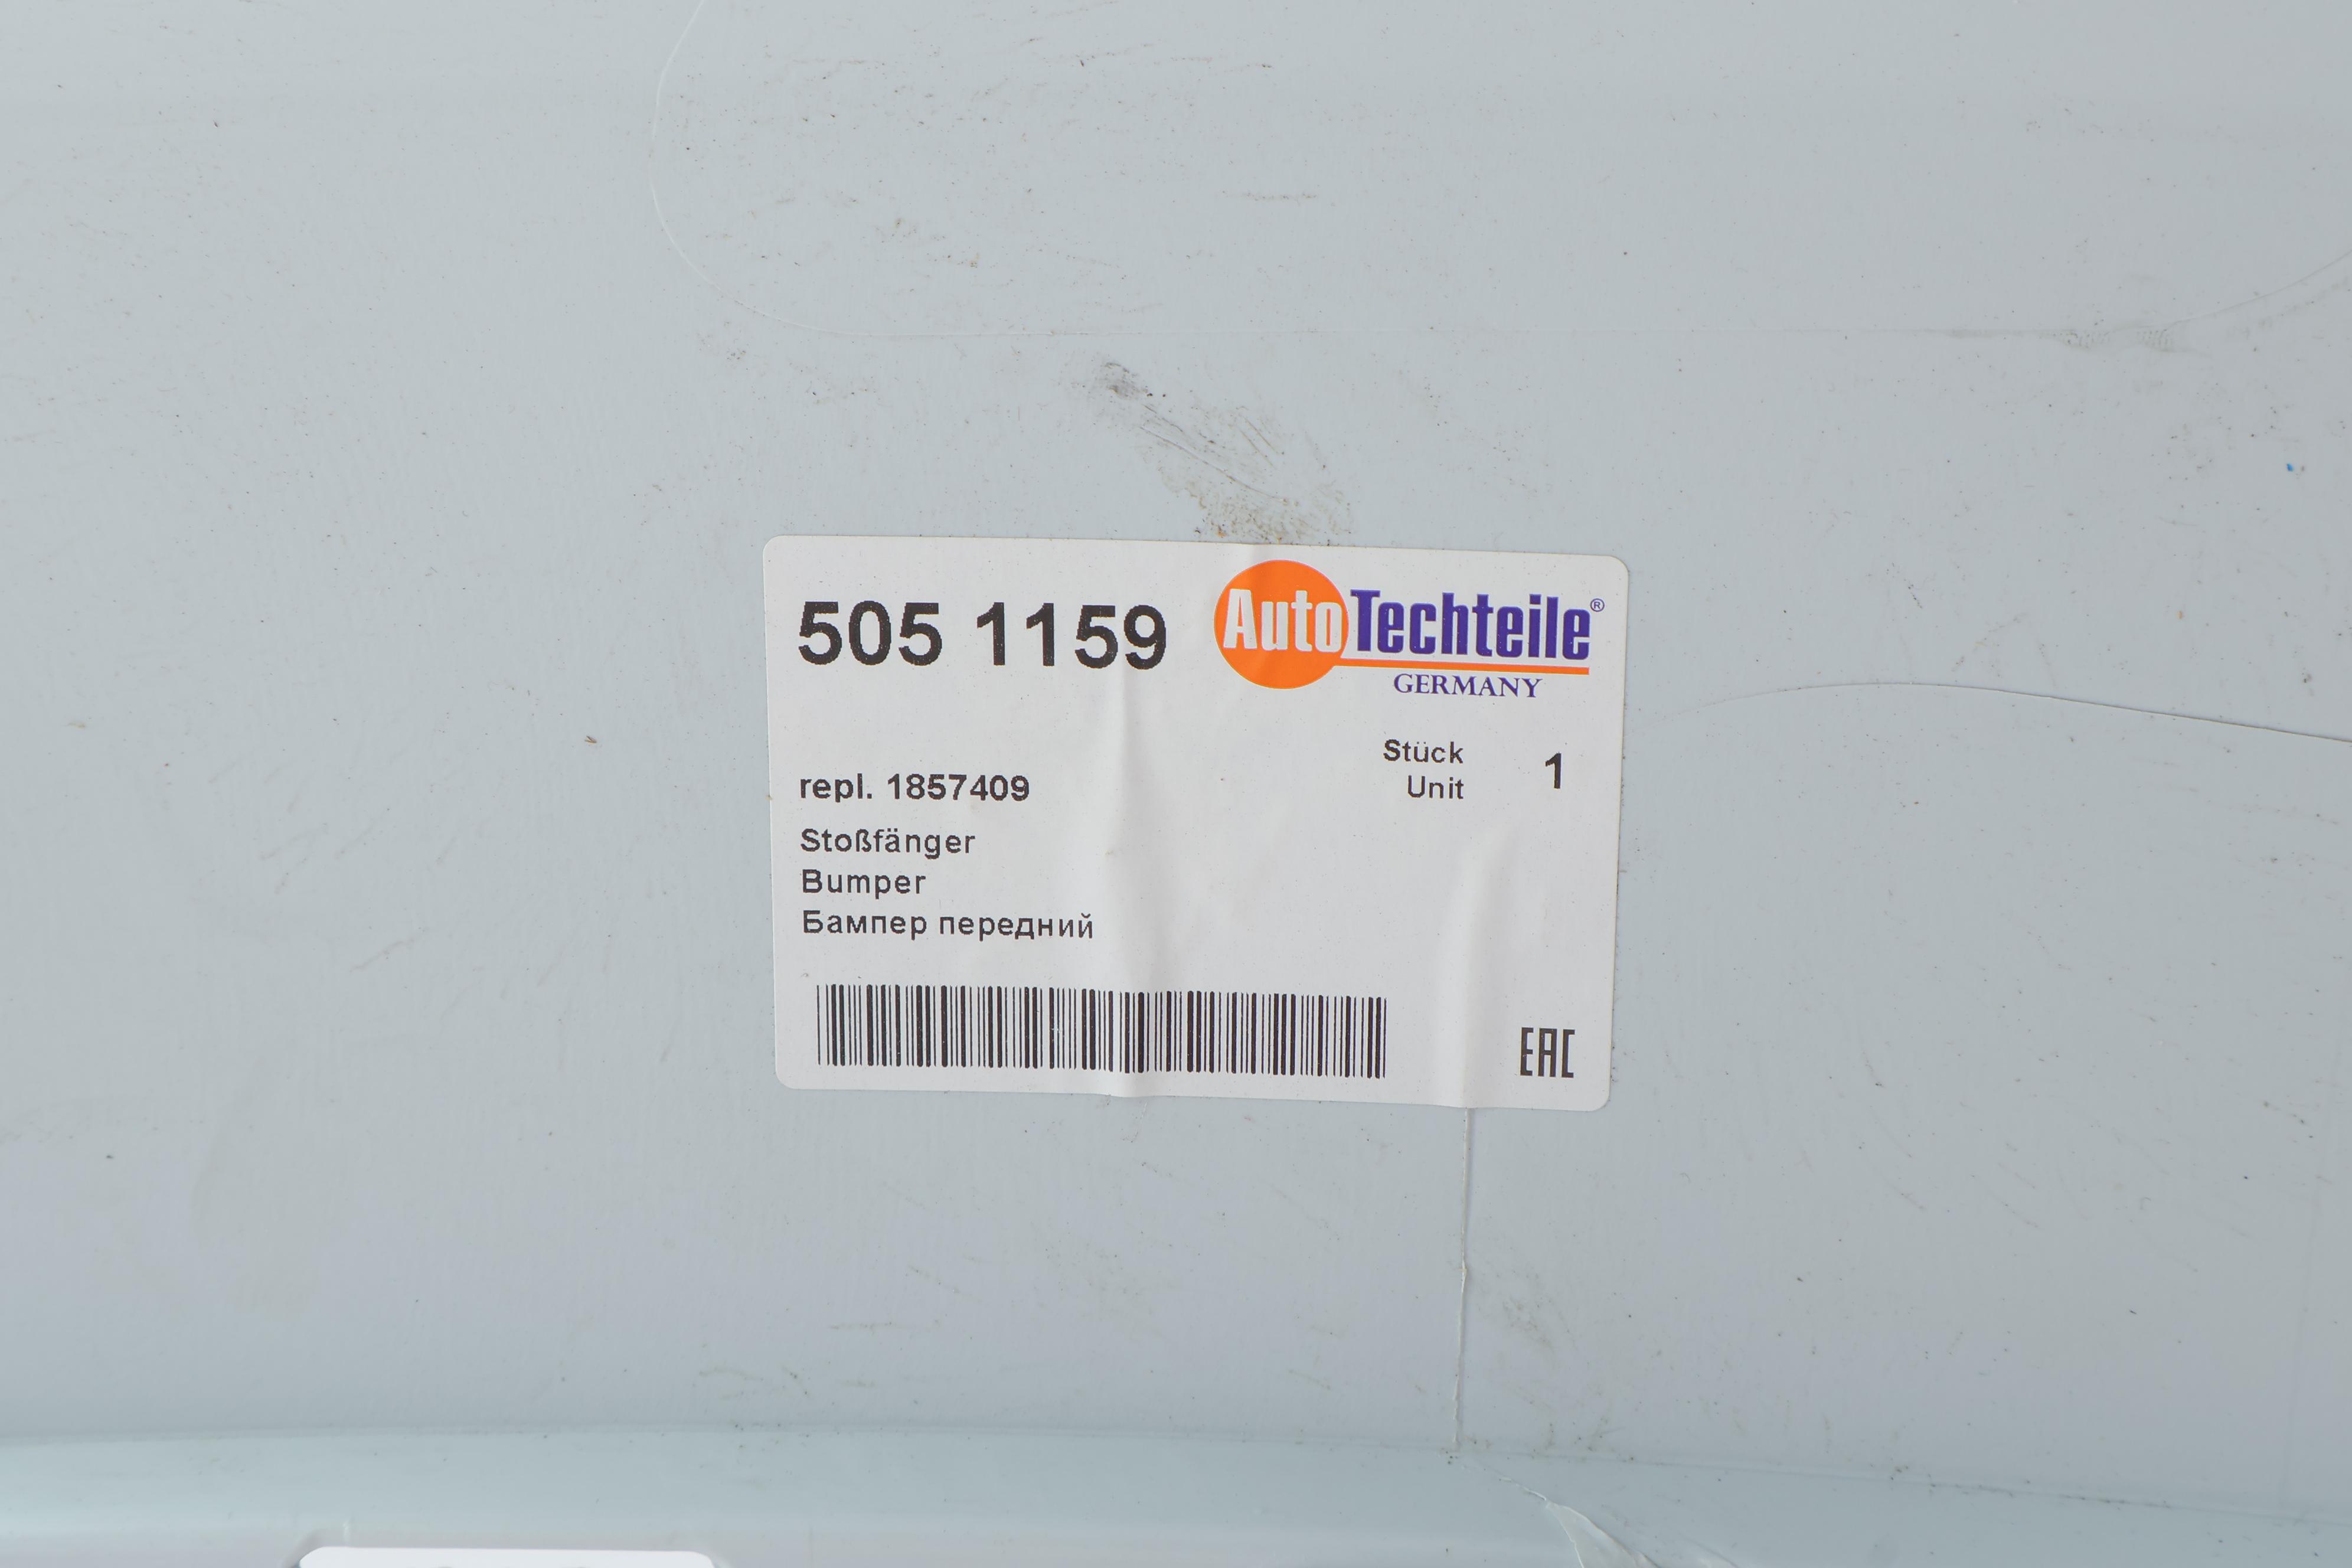 505 1159
AutoTechteile®
GERMANY
Stück 1
Unit
repl. 1857409
Stoßfänger
Bumper
Бампер передний
EAC